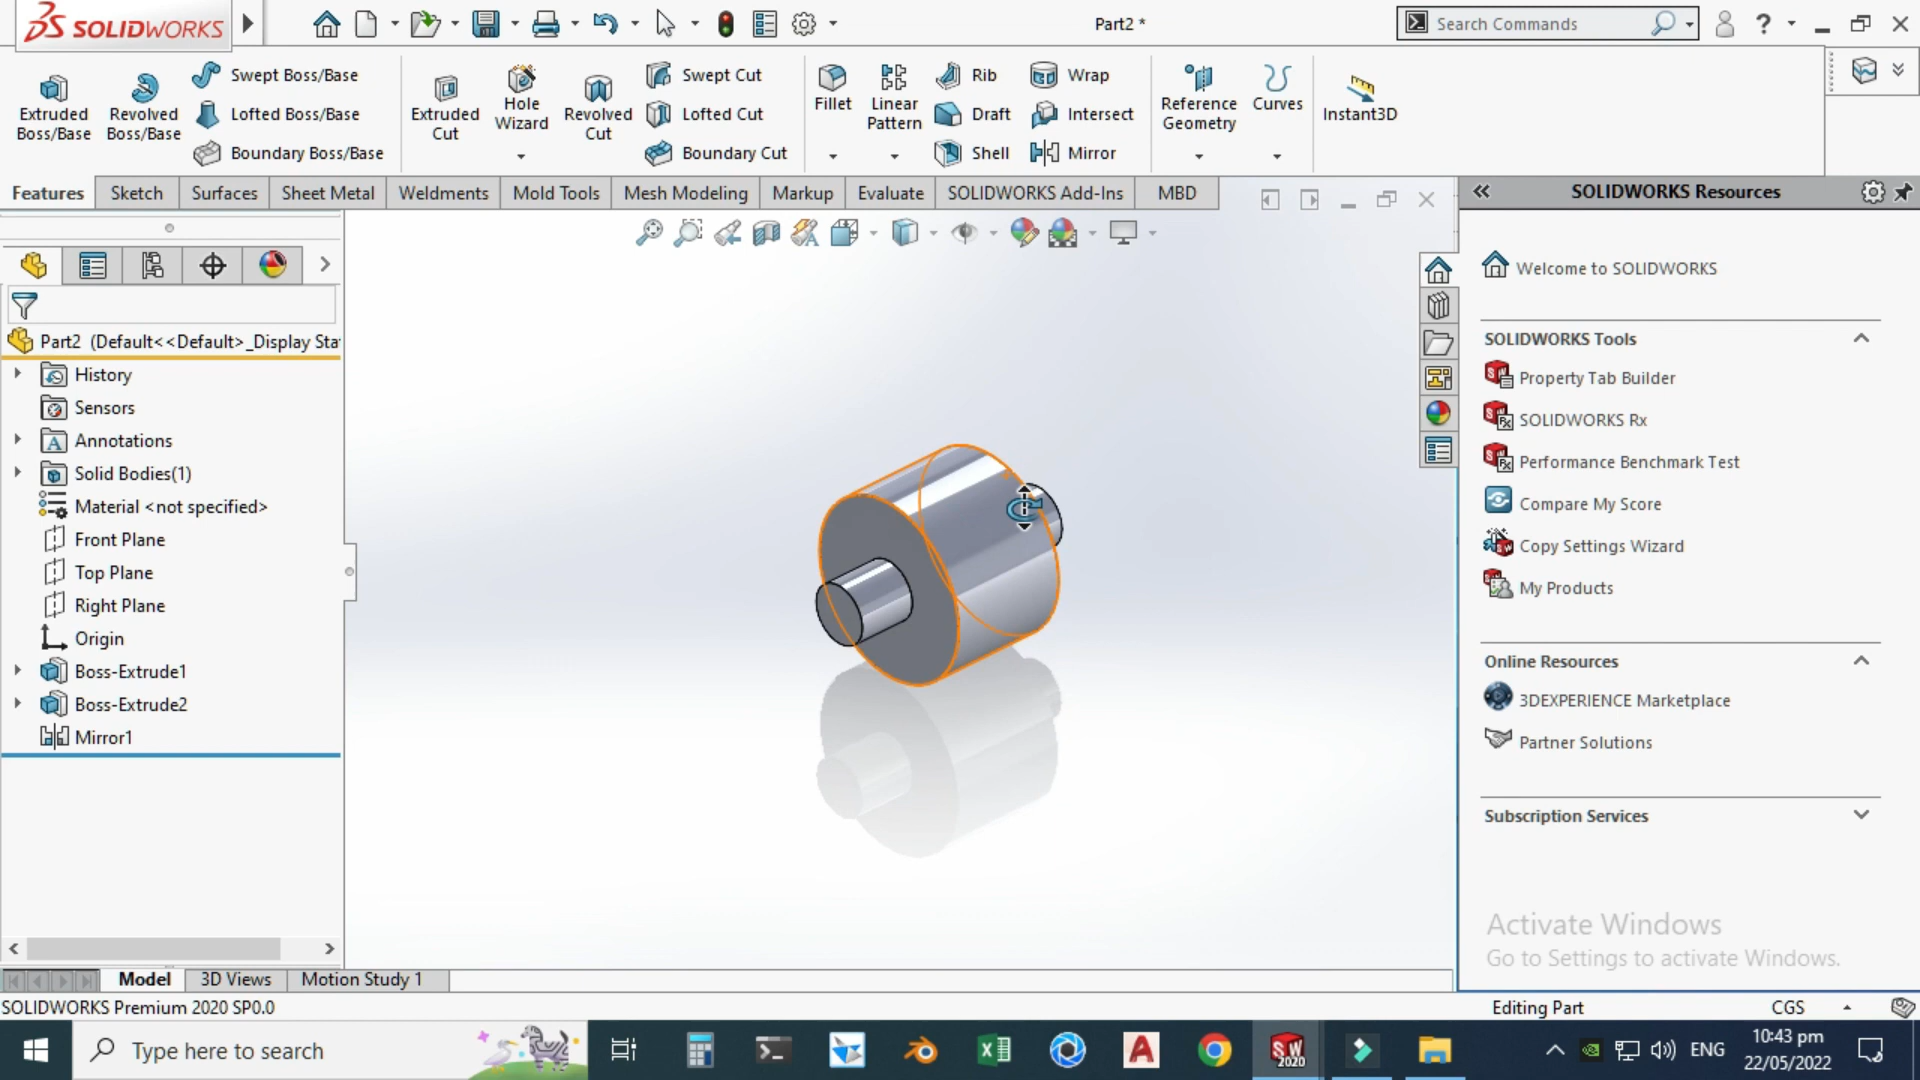 SOLIDWORKS
Part2 *
Search Commands
Extruded Boss/Base
Revolved Boss/Base
Swept Boss/Base
Lofted Boss/Base
Boundary Boss/Base
Extruded Cut
Hole Wizard
Revolved Cut
Swept Cut
Lofted Cut
Boundary Cut
Fillet
Linear Pattern
Rib
Draft
Shell
Wrap
Intersect
Mirror
Reference Geometry
Curves
Instant3D
Features
Sketch
Surfaces
Sheet Metal
Weldments
Mold Tools
Mesh Modeling
Markup
Evaluate
SOLIDWORKS Add-Ins
MBD
Part2 (Default<<Default>_Display Sta
History
Sensors
Annotations
Solid Bodies(1)
Material <not specified>
Front Plane
Top Plane
Right Plane
Origin
Boss-Extrude1
Boss-Extrude2
Mirror1
SOLIDWORKS Resources
Welcome to SOLIDWORKS
SOLIDWORKS Tools
Property Tab Builder
SOLIDWORKS Rx
Performance Benchmark Test
Compare My Score
Copy Settings Wizard
My Products
Online Resources
3DEXPERIENCE Marketplace
Partner Solutions
Subscription Services
Activate Windows
Go to Settings to activate Windows.
Model
3D Views
Motion Study 1
SOLIDWORKS Premium 2020 SP0.0
Editing Part
CGS
Type here to search
SW 2020
ENG
10:43 pm
22/05/2022